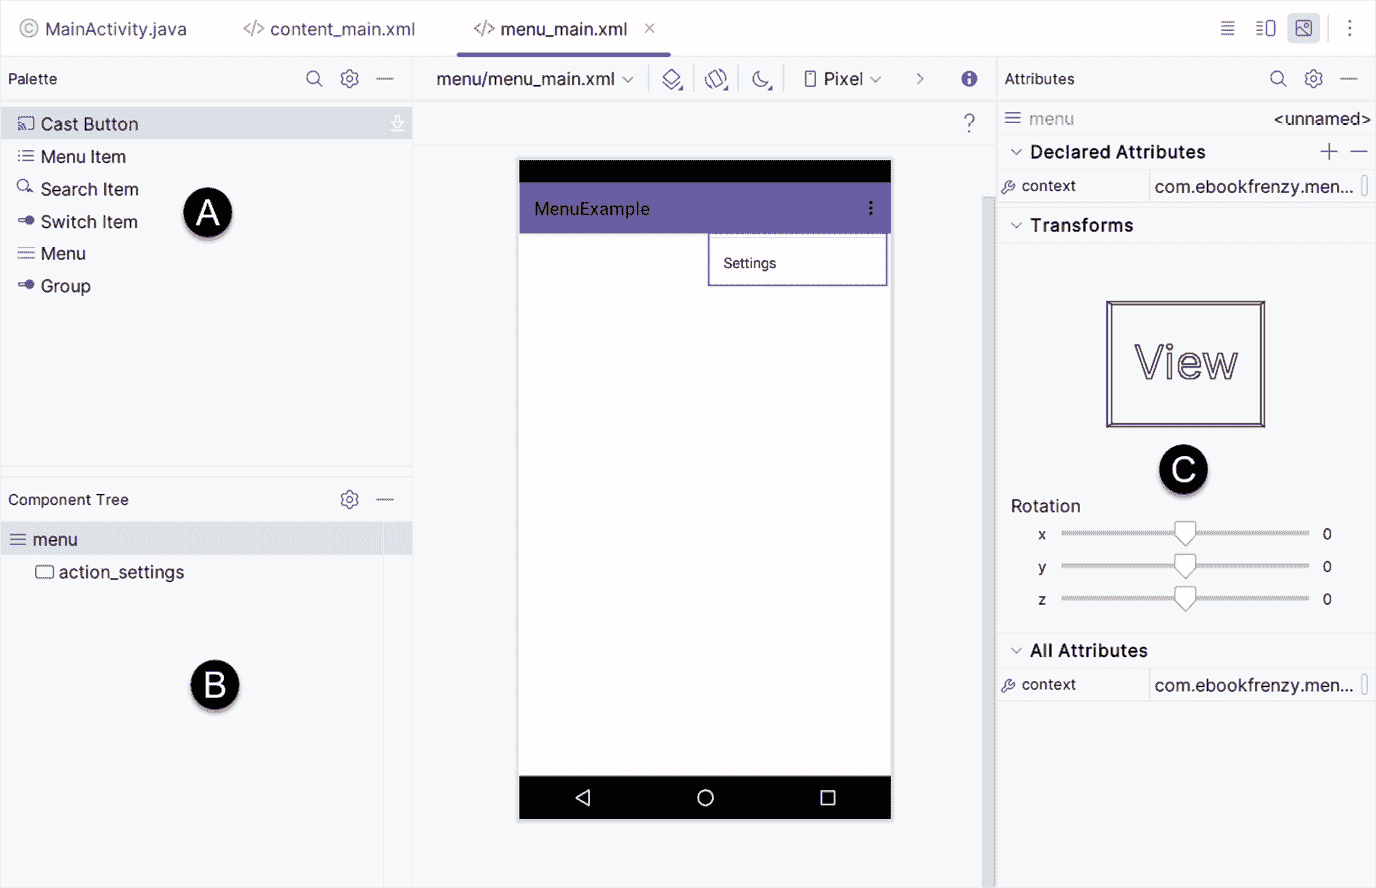 MainActivity.java
content_main.xml
menu_main.xml
Palette
menu/menu_main.xml
Pixel
Attributes
Cast Button
Menu Item
Search Item
Switch Item
Menu
Group
A
?
MenuExample
Settings
menu <unnamed>
Declared Attributes
context com.ebookfrenzy.men...
Transforms
View
C
Rotation
x 0
y 0
z 0
All Attributes
context com.ebookfrenzy.men...
Component Tree
menu
action_settings
B